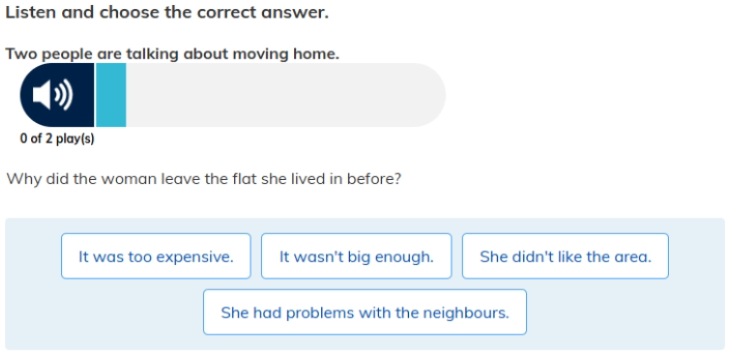 Listen and choose the correct answer.
Two people are talking about moving home.
0 of 2 play(s)
Why did the woman leave the flat she lived in before?
It was too expensive.
It wasn't big enough.
She didn't like the area.
She had problems with the neighbours.